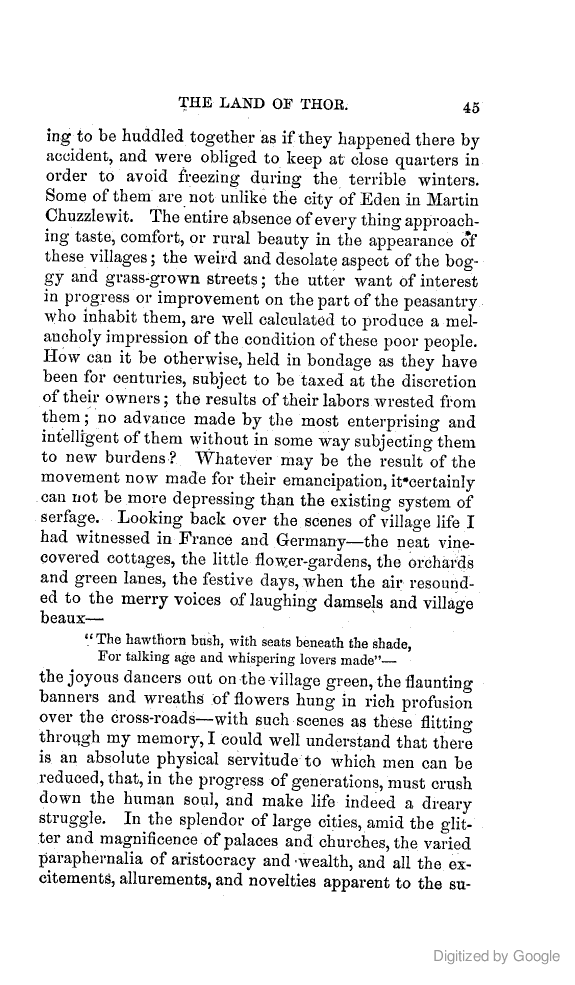 THE LAND OF THOR. 45
ing to be huddled together as if they happened there by
accident, and were obliged to keep at close quarters in
order to avoid freezing during the terrible winters.
Some of them are not unlike the city of Eden in Martin
Chuzzlewit. The entire absence of every thing approach-
ing taste, comfort, or rural beauty in the appearance of
these villages; the weird and desolate aspect of the bog-
gy and grass-grown streets; the utter want of interest
in progress or improvement on the part of the peasantry
who inhabit them, are well calculated to produce a mel-
ancholy impression of the condition of these poor people.
How can it be otherwise, held in bondage as they have
been for centuries, subject to be taxed at the discretion
of their owners; the results of their labors wrested from
them; no advance made by the most enterprising and
intelligent of them without in some way subjecting them
to new burdens? Whatever may be the result of the
movement now made for their emancipation, it certainly
can not be more depressing than the existing system of
serfage. Looking back over the scenes of village life I
had witnessed in France and Germany—the neat vine-
covered cottages, the little flower-gardens, the orchards
and green lanes, the festive days, when the air resound-
ed to the merry voices of laughing damsels and village
beaux—
"The hawthorn bush, with seats beneath the shade,
For talking age and whispering lovers made"—
the joyous dancers out on the village green, the flaunting
banners and wreaths of flowers hung in rich profusion
over the cross-roads—with such scenes as these flitting
through my memory, I could well understand that there
is an absolute physical servitude to which men can be
reduced, that, in the progress of generations, must crush
down the human soul, and make life indeed a dreary
struggle. In the splendor of large cities, amid the glit-
ter and magnificence of palaces and churches, the varied
paraphernalia of aristocracy and wealth, and all the ex-
citements, allurements, and novelties apparent to the su-
Digitized by Google